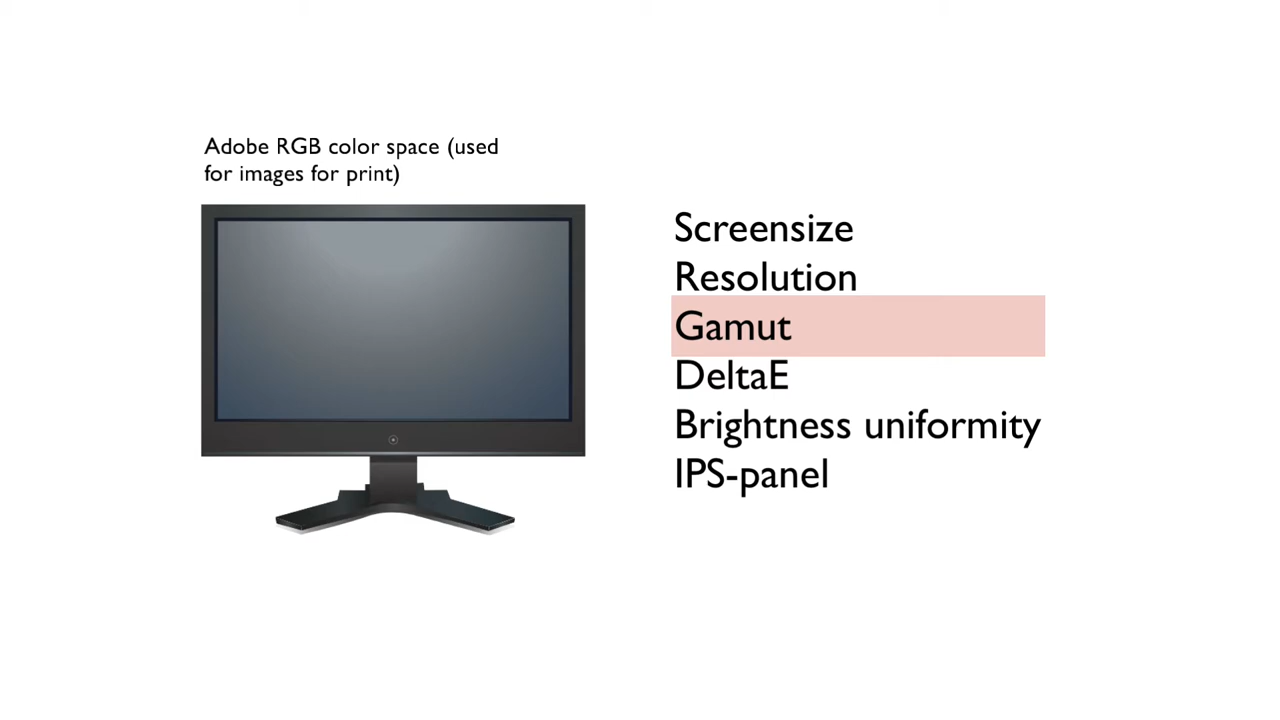 Adobe RGB color space (used
for images for print)
Screensize
Resolution
Gamut
DeltaE
Brightness uniformity
IPS-panel